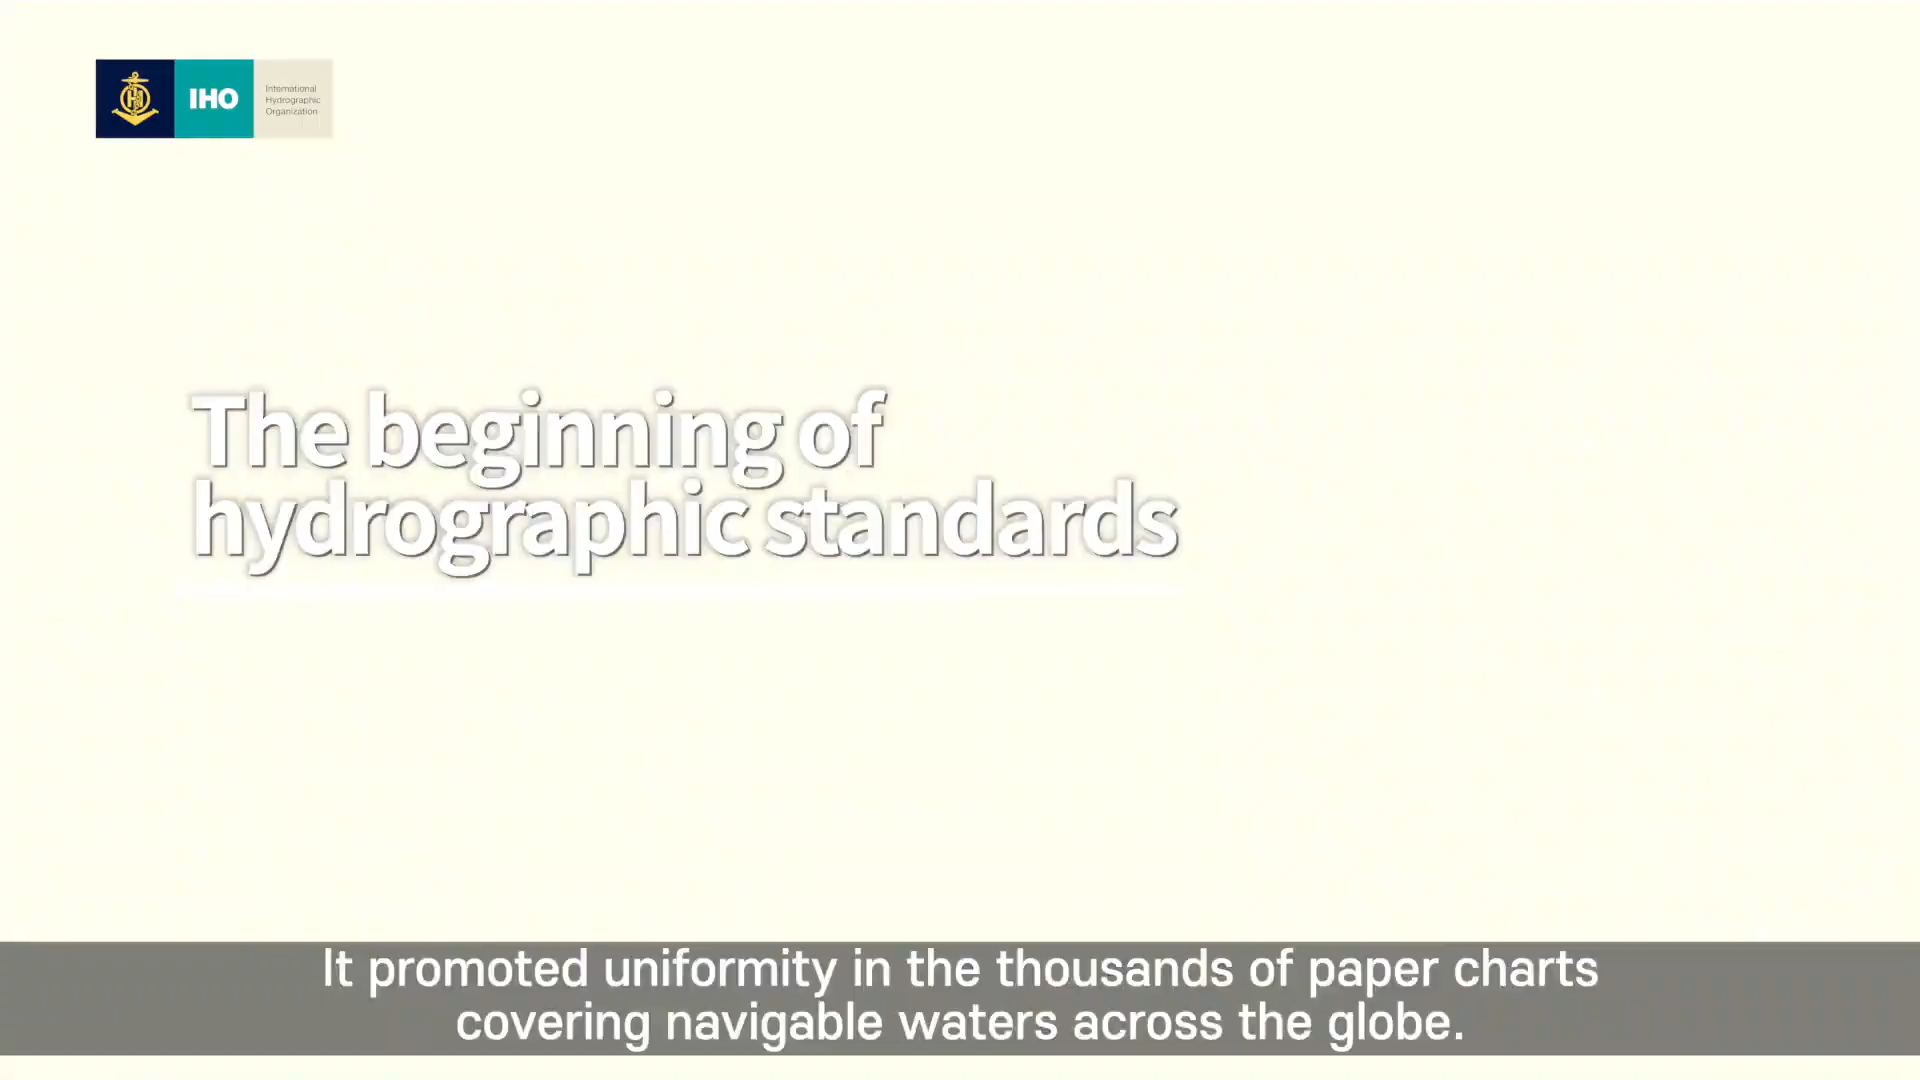 IHO
International
Hydrographic
Organization
The beginning of
hydrographic standards
It promoted uniformity in the thousands of paper charts
covering navigable waters across the globe.